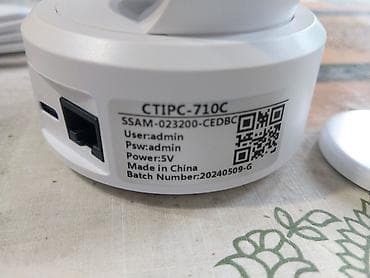 CTIPC-710C
SSAM-023200-CEDBC
User:admin
Psw:admin
Power:5V
Made in China
Batch Number:20240509-G